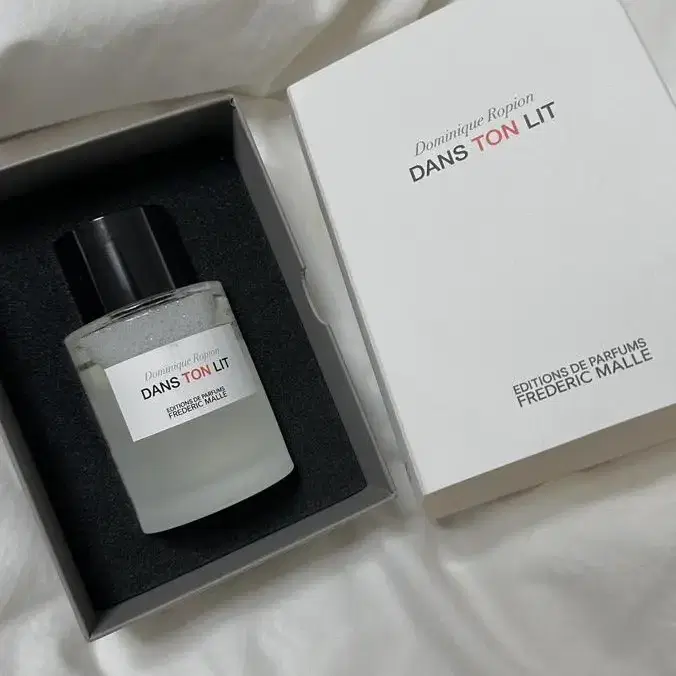 Dominique Ropion
DANS TON LIT
EDITIONS DE PARFUMS
FREDERIC MALLE
Dominique Ropion
DANS TON LIT
EDITIONS DE PARFUMS
FREDERIC MALLE